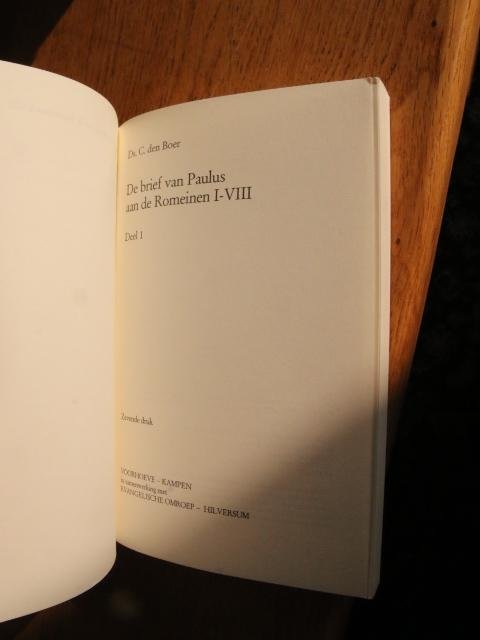 Ds. C. den Boer
De brief van Paulus
aan de Romeinen I-VIII
Deel 1
Zevende druk
VOORHOEVE – KAMPEN
in samenwerking met
EVANGELISCHE OMROEP – HILVERSUM